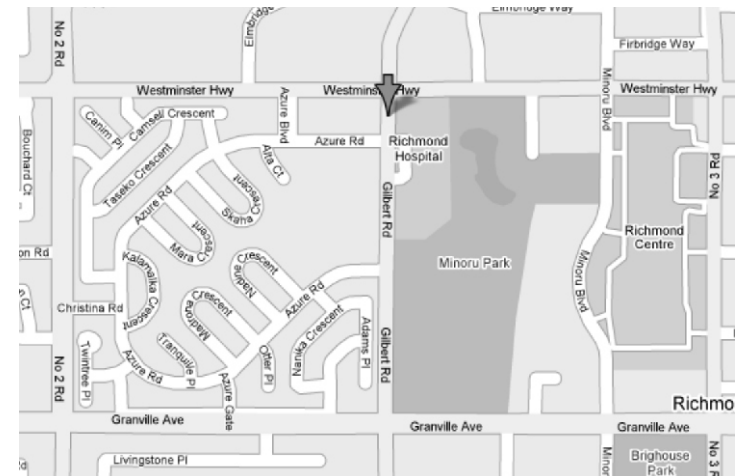 Elmbridge Way
No 2 Rd
Elmbridge
Firbridge Way
Westminster Hwy
Westminster Hwy
Westminster Hwy
Azure Blvd
Minoru Blvd
Canim Pl
Camsell Crescent
Bouchard Ct
Azure Rd
Richmond
Hospital
Alta Ct
Taseko Crescent
No 3 Rd
Azure Rd
Skaha
Crescent
Gilbert Rd
Mara Crescent
Richmond
Centre
on Rd
Kalamalka Crescent
Nadine
Crescent
Minoru Park
Minoru Blvd
Ct
Azure Rd
Madrona
Crescent
Christina Rd
Nanika Crescent
Adams Pl
Gilbert Rd
Tranquille Pl
Otter Pl
Twintree Pl
No 2 Rd
Azure Rd
Azure Gate
Richmo
Granville Ave
Granville Ave
Granville Ave
Livingstone Pl
Brighouse
Park
Minor
No 3 R